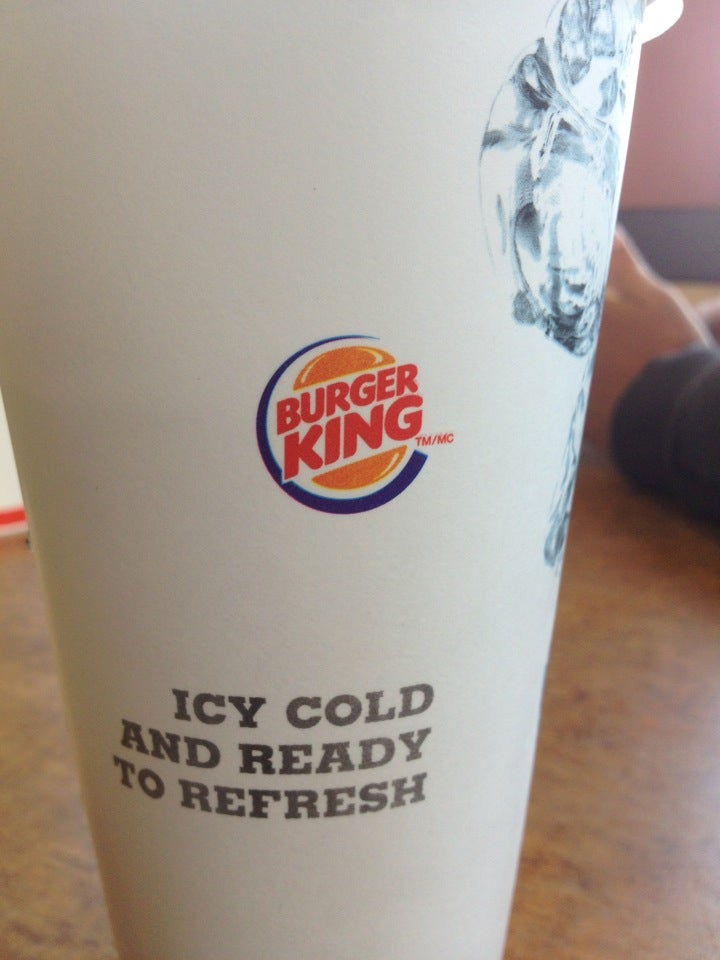 BURGER
KING
TM/MC
ICY COLD
AND READY
TO REFRESH